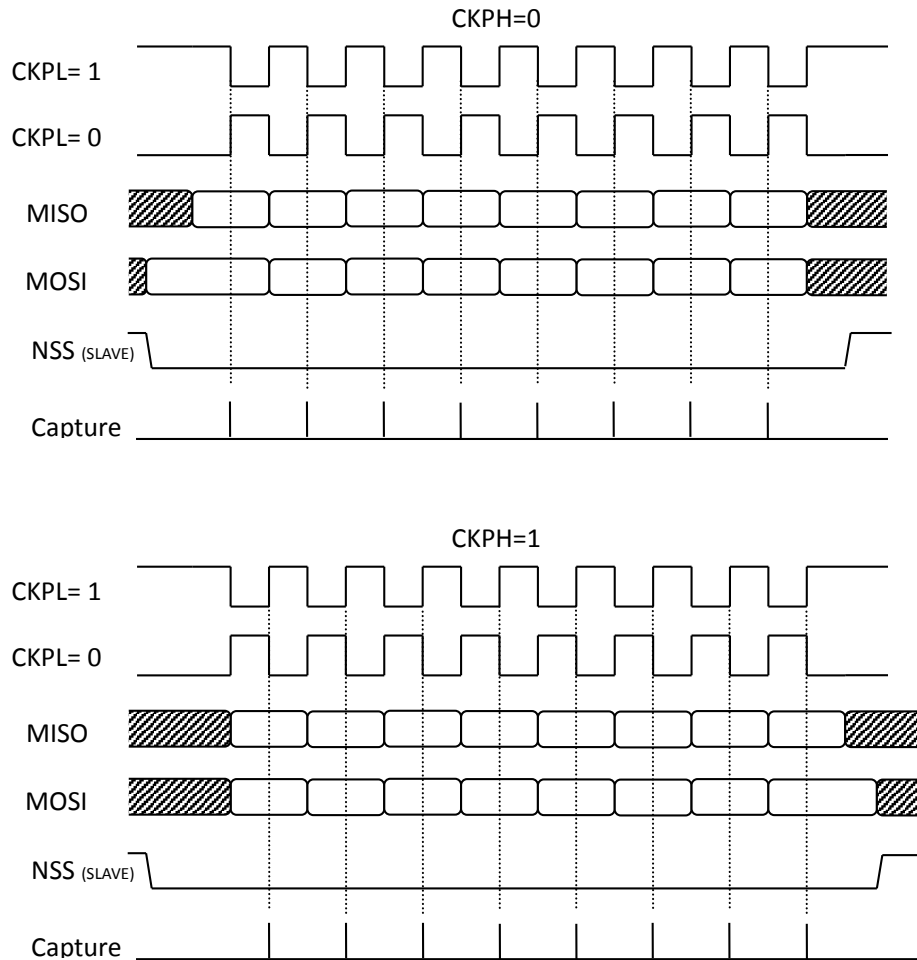 CKPH=0
CKPL= 1
CKPL= 0
MISO
MOSI
NSS (SLAVE)
Capture
CKPH=1
CKPL= 1
CKPL= 0
MISO
MOSI
NSS (SLAVE)
Capture